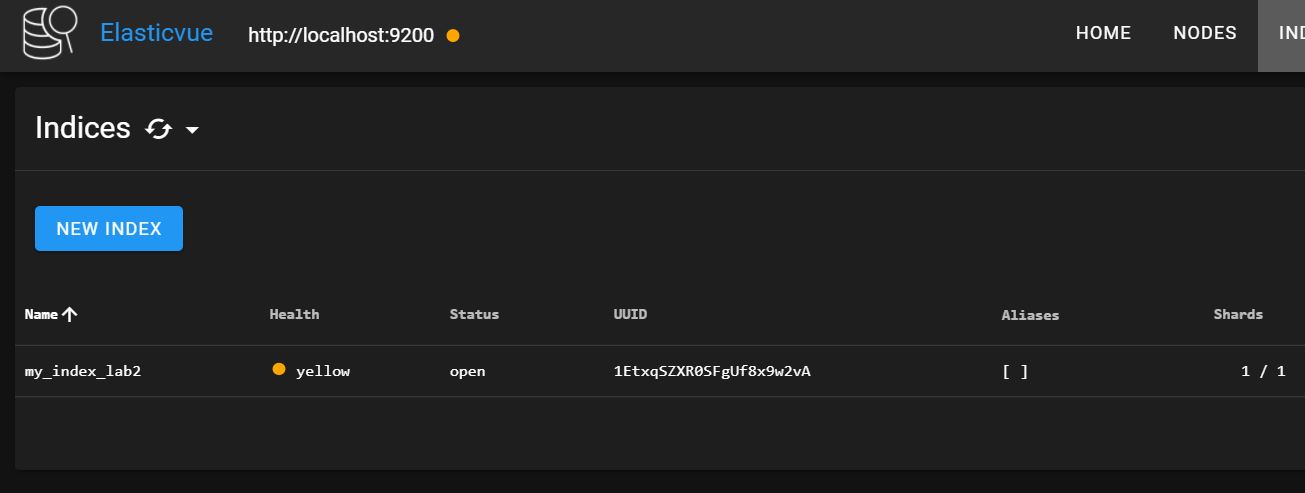 Elasticvue http://localhost:9200 HOME NODES IND
Indices
NEW INDEX
Name Health Status UUID Aliases Shards
my_index_lab2 yellow open 1EtxqSZXR0SFgUf8x9w2vA [ ] 1 / 1